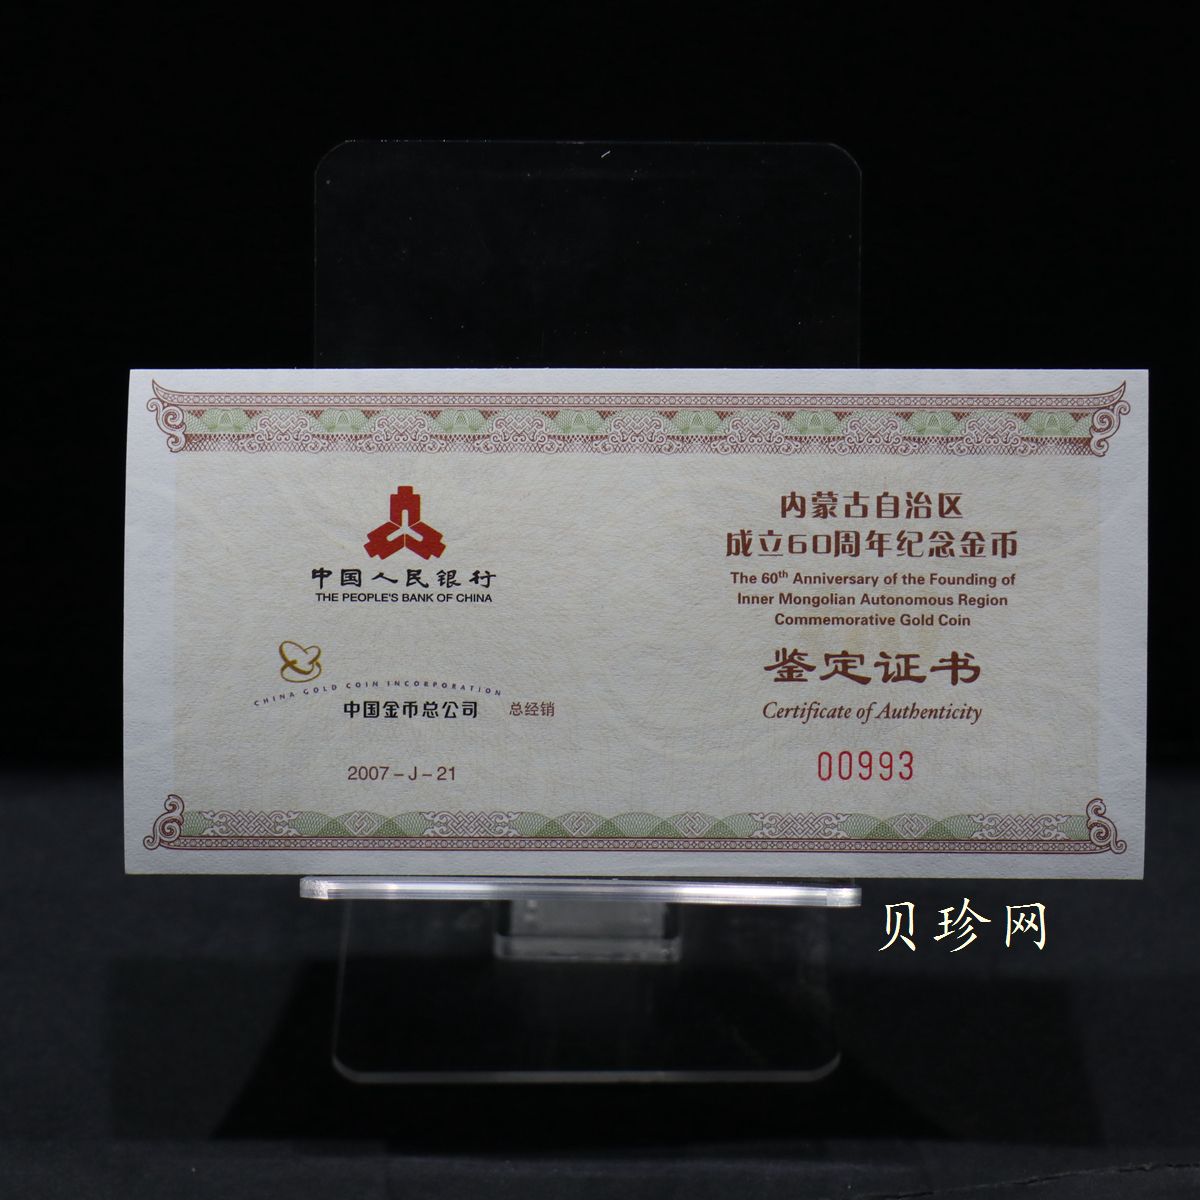 中国人民银行
THE PEOPLE'S BANK OF CHINA
CHINA GOLD COIN INCORPORATION
中国金币总公司 总经销
2007-J-21
内蒙古自治区
成立60周年纪念金币
The 60th Anniversary of the Founding of
Inner Mongolian Autonomous Region
Commemorative Gold Coin
鉴定证书
Certificate of Authenticity
00993
贝珍网